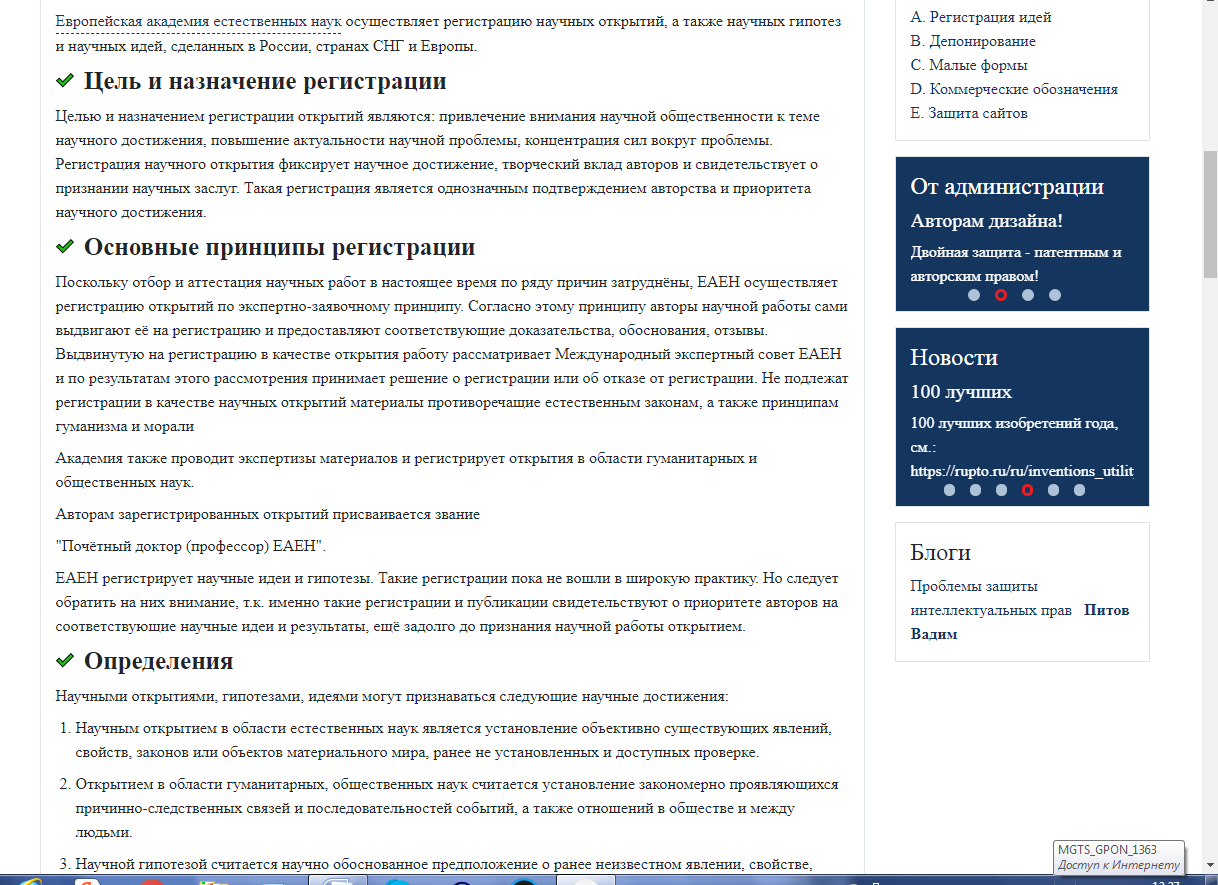 Европейская академия естественных наук осуществляет регистрацию научных открытий, а также научных гипотез
и научных идей, сделанных в России, странах СНГ и Европы.
Цель и назначение регистрации
Целью и назначением регистрации открытий являются: привлечение внимания научной общественности к теме
научного достижения, повышение актуальности научной проблемы, концентрация сил вокруг проблемы.
Регистрация научного открытия фиксирует научное достижение, творческий вклад авторов и свидетельствует о
признании научных заслуг. Такая регистрация является однозначным подтверждением авторства и приоритета
научного достижения.
Основные принципы регистрации
Поскольку отбор и аттестация научных работ в настоящее время по ряду причин затруднёны, ЕАЕН осуществляет
регистрацию открытий по экспертно-заявочному принципу. Согласно этому принципу авторы научной работы сами
выдвигают её на регистрацию и предоставляют соответствующие доказательства, обоснования, отзывы.
Выдвинутую на регистрацию в качестве открытия работу рассматривает Международный экспертный совет ЕАЕН
и по результатам этого рассмотрения принимает решение о регистрации или об отказе от регистрации. Не подлежат
регистрации в качестве научных открытий материалы противоречащие естественным законам, а также принципам
гуманизма и морали
Академия также проводит экспертизы материалов и регистрирует открытия в области гуманитарных и
общественных наук.
Авторам зарегистрированных открытий присваивается звание
"Почётный доктор (профессор) ЕАЕН".
ЕАЕН регистрирует научные идеи и гипотезы. Такие регистрации пока не вошли в широкую практику. Но следует
обратить на них внимание, т.к. именно такие регистрации и публикации свидетельствуют о приоритете авторов на
соответствующие научные идеи и результаты, ещё задолго до признания научной работы открытием.
Определения
Научными открытиями, гипотезами, идеями могут признаваться следующие научные достижения:
1. Научным открытием в области естественных наук является установление объективно существующих явлений,
свойств, законов или объектов материального мира, ранее не установленных и доступных проверке.
2. Открытием в области гуманитарных, общественных наук считается установление закономерно проявляющихся
причинно-следственных связей и последовательностей событий, а также отношений в обществе и между
людьми.
3. Научной гипотезой считается научно обоснованное предположение о ранее неизвестном явлении, свойстве,
A. Регистрация идей
B. Депонирование
C. Малые формы
D. Коммерческие обозначения
E. Защита сайтов
От администрации
Авторам дизайна!
Двойная защита - патентным и
авторским правом!
Новости
100 лучших
100 лучших изобретений года,
см.:
https://rupto.ru/ru/inventions_utilit
Блоги
Проблемы защиты
интеллектуальных прав Питов
Вадим
MGTS_GPON_1363
Доступ к Интернету